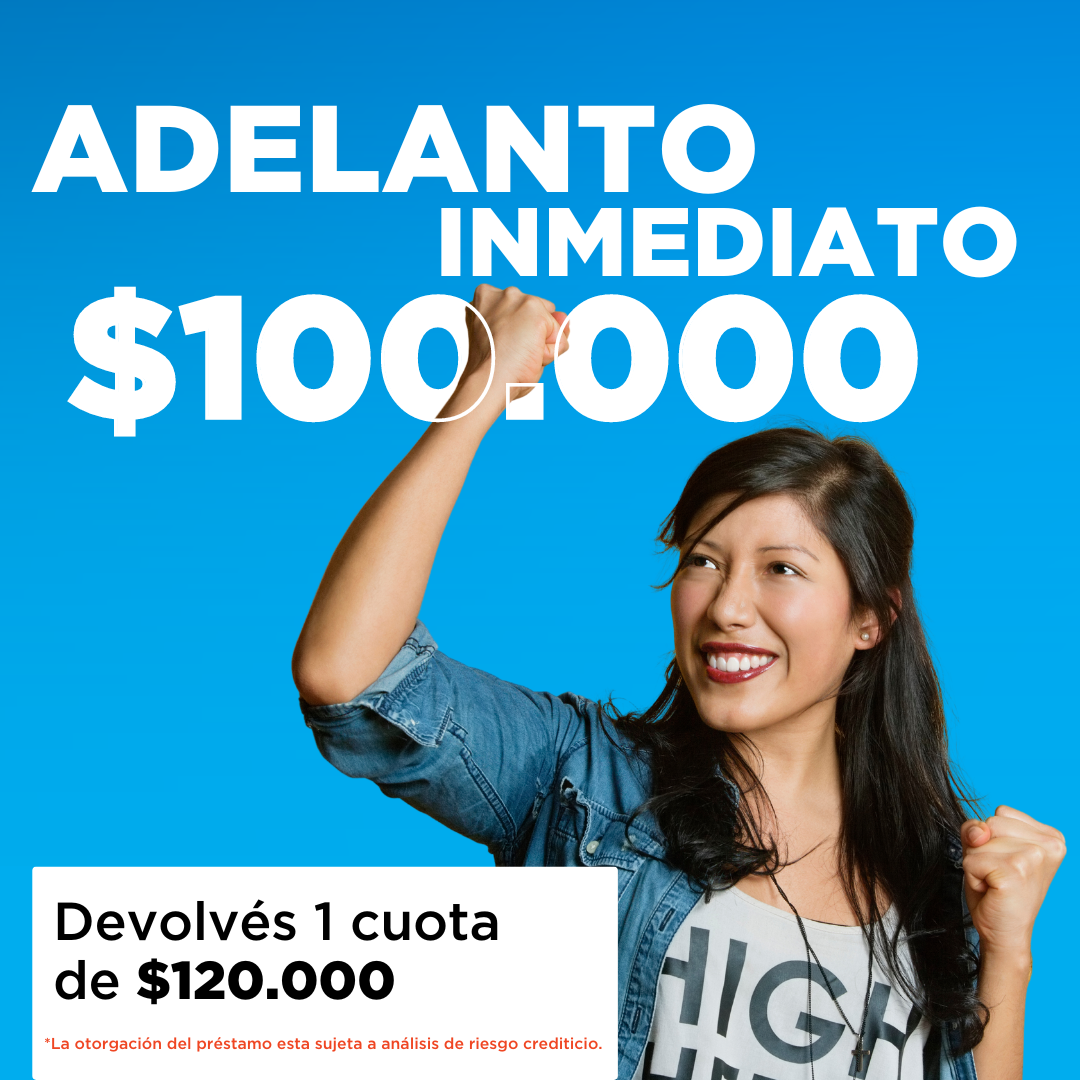 ADELANTO
INMEDIATO
$100.000
Devolvés 1 cuota
de $120.000
*La otorgación del préstamo esta sujeta a análisis de riesgo crediticio.
HIGH